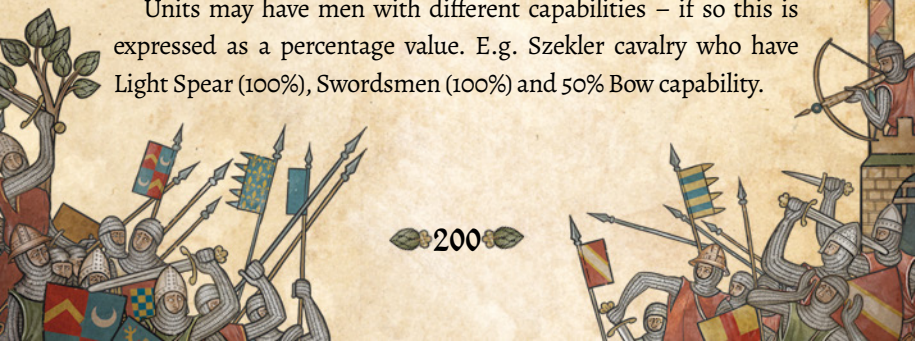 Units may have men with different capabilities – if so this is
expressed as a percentage value. E.g. Szekler cavalry who have
Light Spear (100%), Swordsmen (100%) and 50% Bow capability.
200